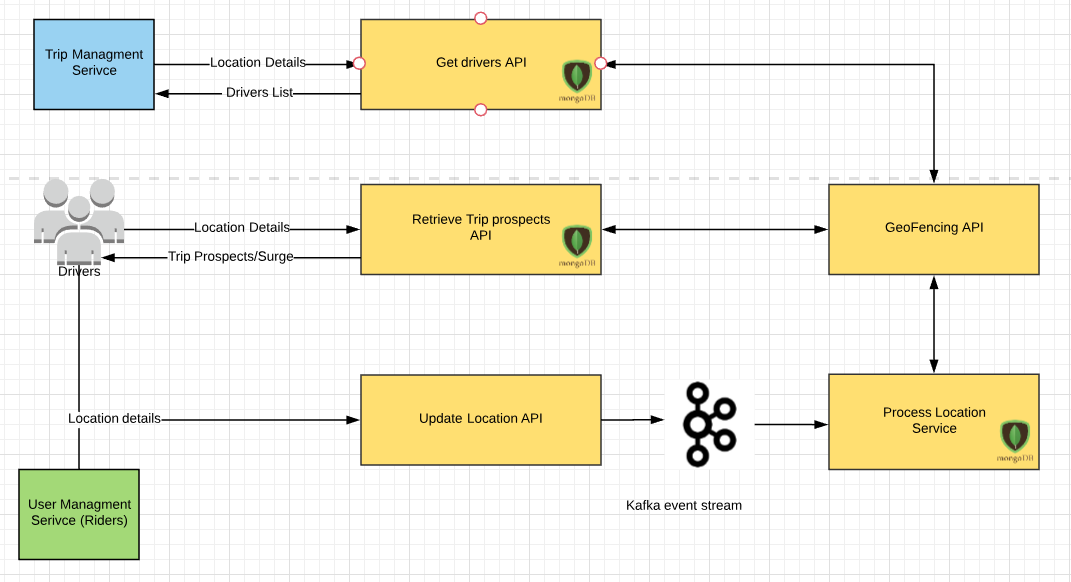 Trip Managment
Serivce
Location Details
Drivers List
Get drivers API
mongoDB
Drivers
Location Details
Trip Prospects/Surge
Retrieve Trip prospects
API
mongoDB
GeoFencing API
Location details
Update Location API
Kafka event stream
Process Location
Service
mongoDB
User Managment
Serivce (Riders)